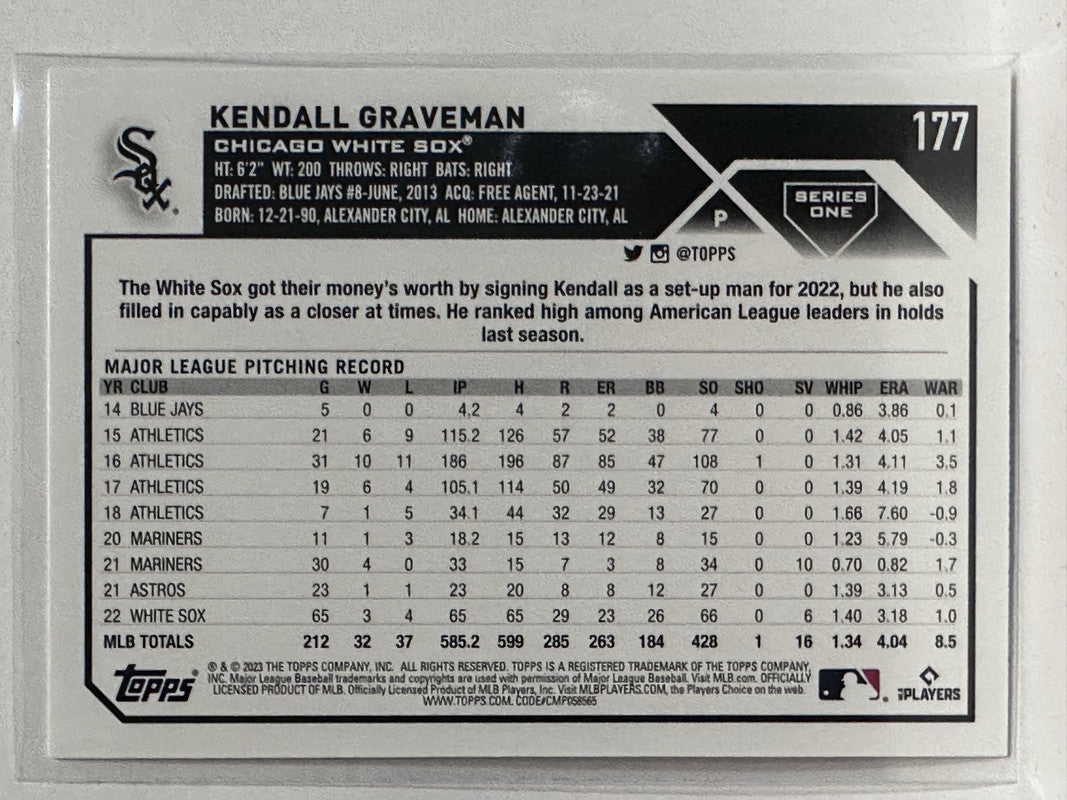 KENDALL GRAVEMAN
177
CHICAGO WHITE SOX®
HT: 6'2" WT: 200 THROWS: RIGHT BATS: RIGHT
DRAFTED: BLUE JAYS #8-JUNE, 2013 ACQ: FREE AGENT, 11-23-21
BORN: 12-21-90, ALEXANDER CITY, AL HOME: ALEXANDER CITY, AL
Sox
P
SERIES
ONE
@TOPPS
The White Sox got their money's worth by signing Kendall as a set-up man for 2022, but he also
filled in capably as a closer at times. He ranked high among American League leaders in holds
last season.
MAJOR LEAGUE PITCHING RECORD
YR CLUB G W L IP H R ER BB SO SHO SV WHIP ERA WAR
14 BLUE JAYS 5 0 0 4.2 4 2 2 0 4 0 0 0.86 3.86 0.1
15 ATHLETICS 21 6 9 115.2 126 57 52 38 77 0 0 1.42 4.05 1.1
16 ATHLETICS 31 10 11 186 196 87 85 47 108 1 0 1.31 4.11 3.5
17 ATHLETICS 19 6 4 105.1 114 50 49 32 70 0 0 1.39 4.19 1.8
18 ATHLETICS 7 1 5 34.1 44 32 29 13 27 0 0 1.66 7.60 -0.9
20 MARINERS 11 1 3 18.2 15 13 12 8 15 0 0 1.23 5.79 -0.3
21 MARINERS 30 4 0 33 15 7 3 8 34 0 10 0.70 0.82 1.7
21 ASTROS 23 1 1 23 20 8 8 12 27 0 0 1.39 3.13 0.5
22 WHITE SOX 65 3 4 65 65 29 23 26 66 0 6 1.40 3.18 1.0
MLB TOTALS 212 32 37 585.2 599 285 263 184 428 1 16 1.34 4.04 8.5
TOPPS®
® & © 2023 THE TOPPS COMPANY, INC. ALL RIGHTS RESERVED. TOPPS IS A REGISTERED TRADEMARK OF THE TOPPS COMPANY,
INC. Major League Baseball trademarks and copyrights are used with permission of Major League Baseball. Visit MLB.com. OFFICIALLY
LICENSED PRODUCT OF MLB. Officially Licensed Product of MLB Players, Inc. Visit MLBPLAYERS.COM, the Players Choice on the web.
WWW.TOPPS.COM. CODE#CMP058565
PLAYERS